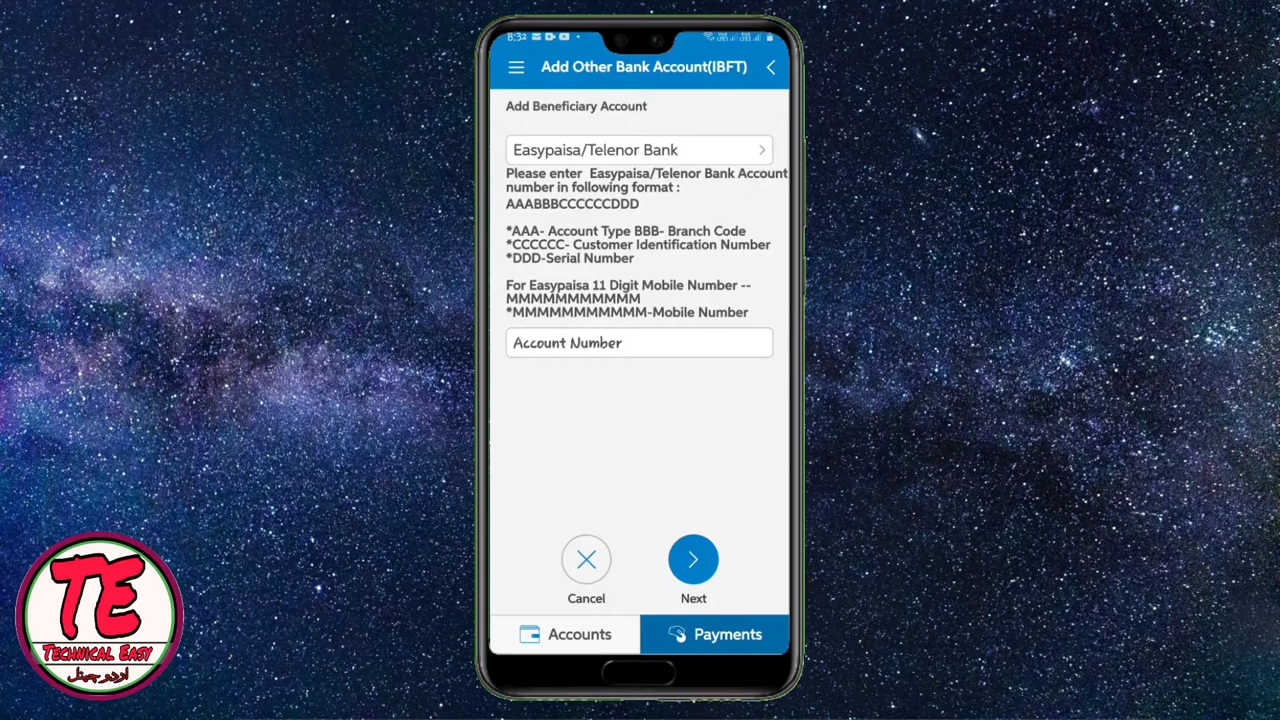 8:32
Add Other Bank Account(IBFT)
Add Beneficiary Account
Easypaisa/Telenor Bank
Please enter Easypaisa/Telenor Bank Account
number in following format :
AAABBBCCCCCCDDD
*AAA- Account Type BBB- Branch Code
*CCCCCC- Customer Identification Number
*DDD-Serial Number
For Easypaisa 11 Digit Mobile Number --
MMMMMMMMMMM
*MMMMMMMMMMM-Mobile Number
Account Number
Cancel
Next
Accounts
Payments
TE
TECHNICAL EASY
اردو چینل